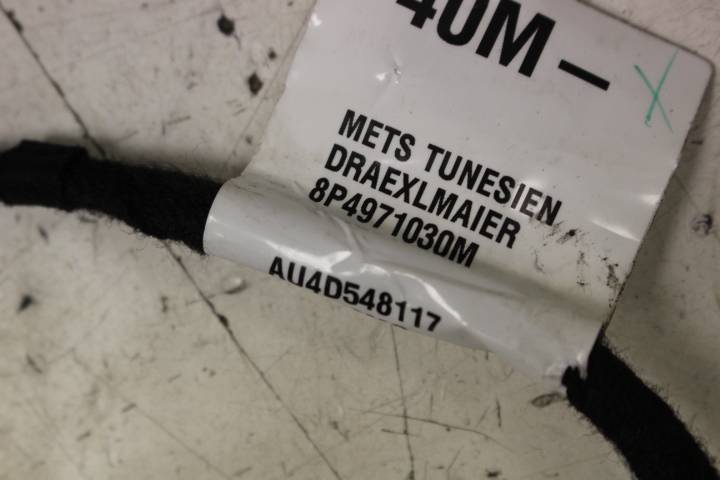 40M-
METS TUNESIEN
DRAEXLMAIER
8P4971030M
AU4D548117